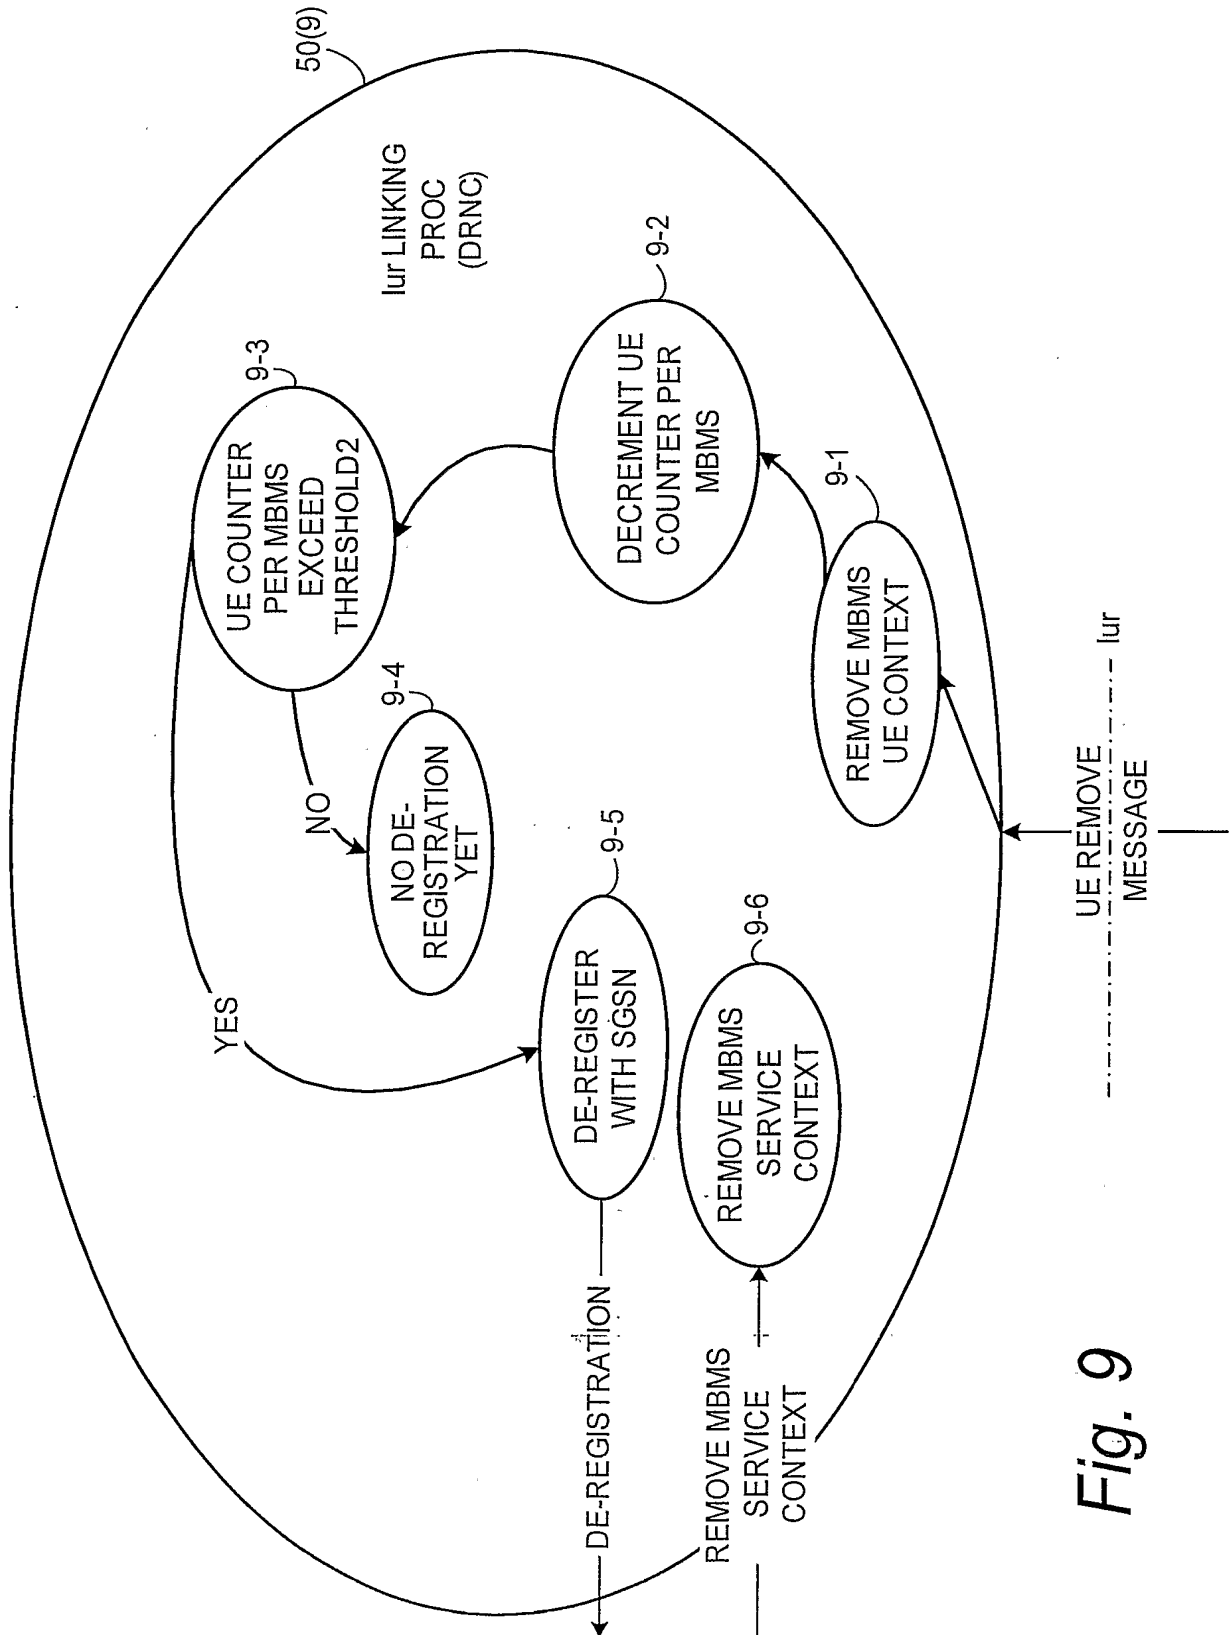 50(9)
Iur LINKING
PROC
(DRNC)
9-3
UE COUNTER
PER MBMS
EXCEED
THRESHOLD2
9-2
DECREMENT UE
COUNTER PER
MBMS
9-1
REMOVE MBMS
UE CONTEXT
NO
9-4
NO DE-
REGISTRATION
YET
YES
9-5
DE-REGISTER
WITH SGSN
9-6
REMOVE MBMS
SERVICE
CONTEXT
DE-REGISTRATION
REMOVE MBMS
SERVICE
CONTEXT
UE REMOVE
MESSAGE
Iur
Fig. 9